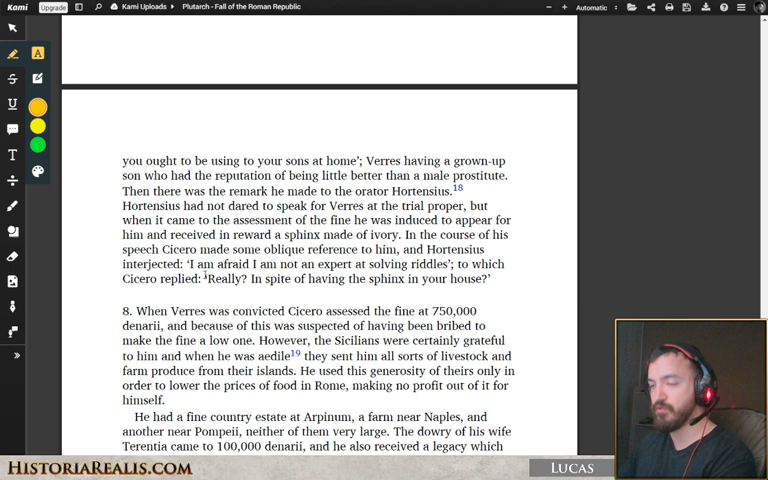 Kami
Upgrade
Kami Uploads
Plutarch - Fall of the Roman Republic
Automatic
you ought to be using to your sons at home'; Verres having a grown-up
son who had the reputation of being little better than a male prostitute.
Then there was the remark he made to the orator Hortensius.18
Hortensius had not dared to speak for Verres at the trial proper, but
when it came to the assessment of the fine he was induced to appear for
him and received in reward a sphinx made of ivory. In the course of his
speech Cicero made some oblique reference to him, and Hortensius
interjected: 'I am afraid I am not an expert at solving riddles'; to which
Cicero replied: 'Really? In spite of having the sphinx in your house?'
8. When Verres was convicted Cicero assessed the fine at 750,000
denarii, and because of this was suspected of having been bribed to
make the fine a low one. However, the Sicilians were certainly grateful
to him and when he was aedile19 they sent him all sorts of livestock and
farm produce from their islands. He used this generosity of theirs only in
order to lower the prices of food in Rome, making no profit out of it for
himself.
He had a fine country estate at Arpinum, a farm near Naples, and
another near Pompeii, neither of them very large. The dowry of his wife
Terentia came to 100,000 denarii, and he also received a legacy which
HISTORIAREALIS.COM
LUCAS